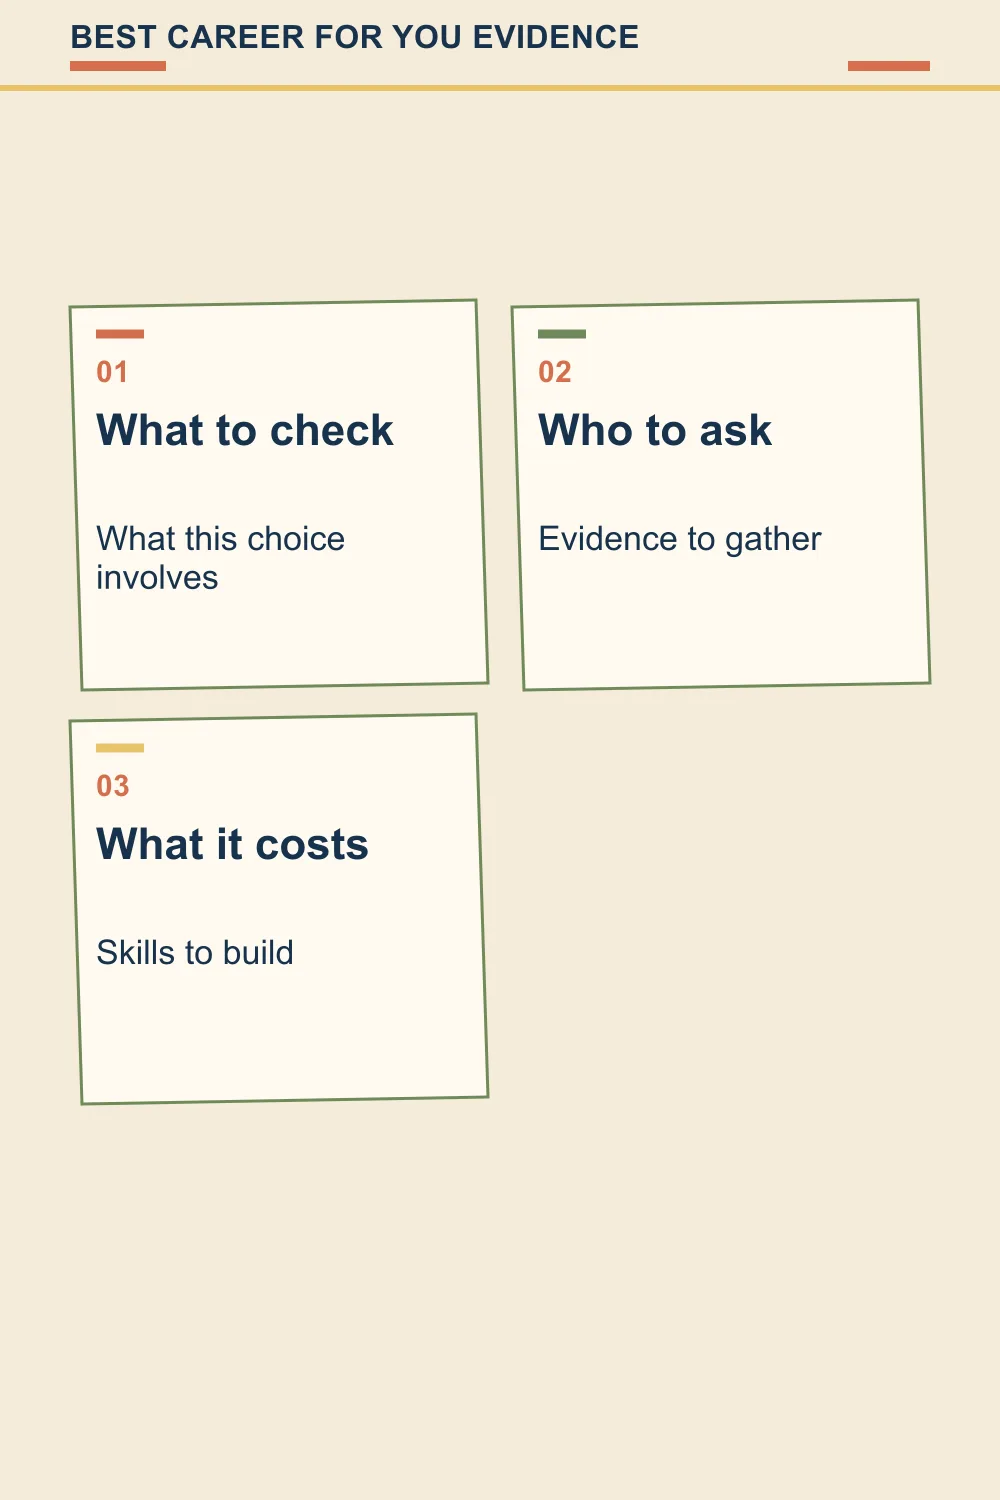 BEST CAREER FOR YOU EVIDENCE
01
What to check
What this choice
involves
02
Who to ask
Evidence to gather
03
What it costs
Skills to build